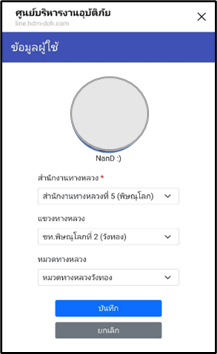 ศูนย์บริหารงานอุบัติภัย
line.hdm-doh.com
ข้อมูลผู้ใช้
NanD :)
สำนักงานทางหลวง *
สำนักงานทางหลวงที่ 5 (พิษณุโลก)
แขวงทางหลวง
ขท.พิษณุโลกที่ 2 (วังทอง)
หมวดทางหลวง
หมวดทางหลวงวังทอง
บันทึก
ยกเลิก